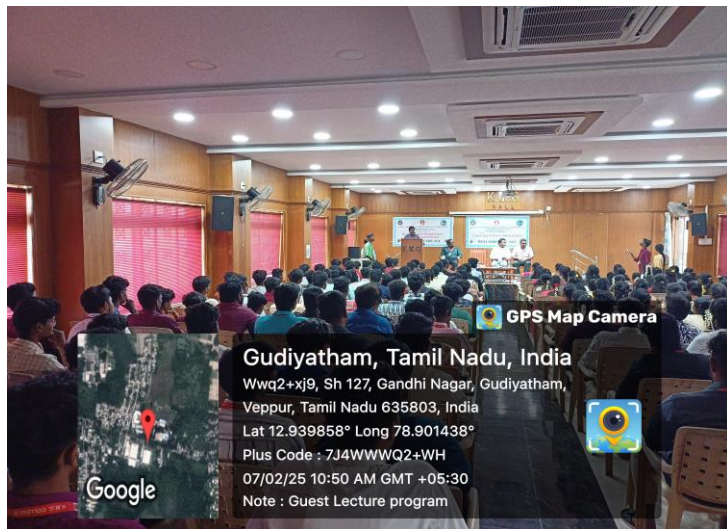 HALL
GPS Map Camera
Gudiyatham, Tamil Nadu, India
Wwq2+xj9, Sh 127, Gandhi Nagar, Gudiyatham,
Veppur, Tamil Nadu 635803, India
Lat 12.939858° Long 78.901438°
Plus Code : 7J4WWWQ2+WH
07/02/25 10:50 AM GMT +05:30
Note : Guest Lecture program
Google